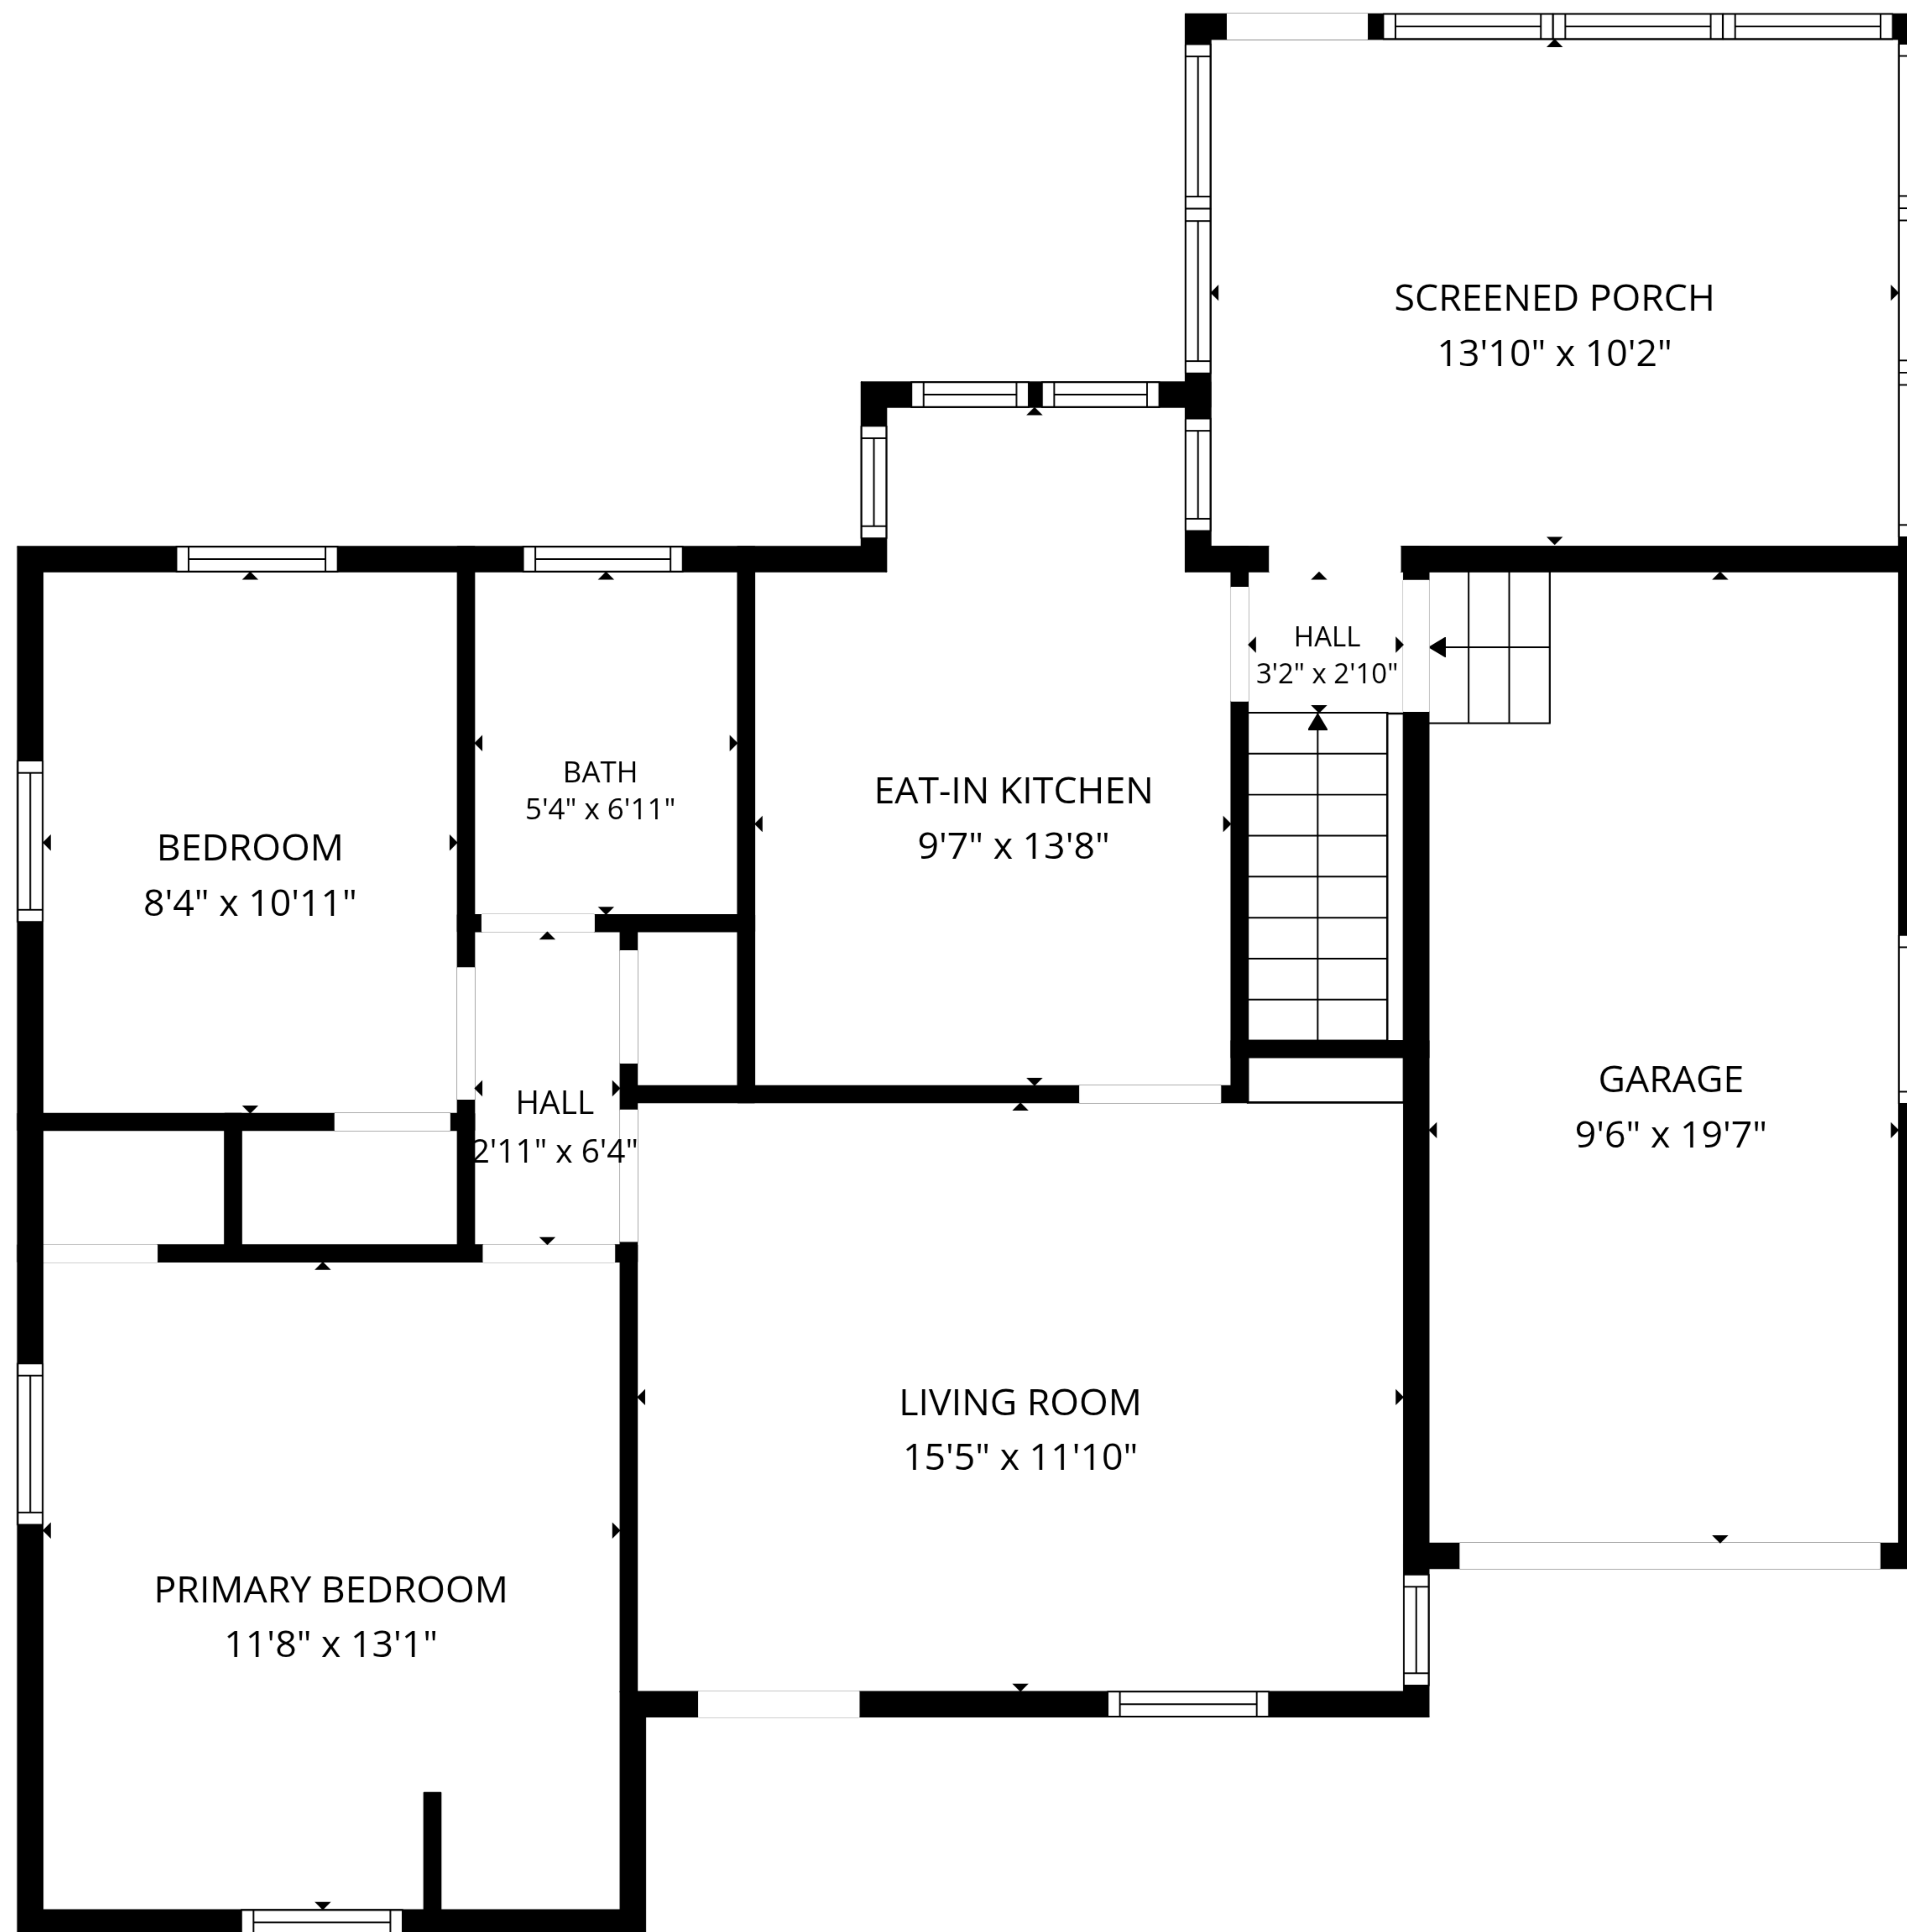 SCREENED PORCH
13'10" x 10'2"
HALL
3'2" x 2'10"
BATH
5'4" x 6'11"
EAT-IN KITCHEN
9'7" x 13'8"
BEDROOM
8'4" x 10'11"
HALL
2'11" x 6'4"
GARAGE
9'6" x 19'7"
LIVING ROOM
15'5" x 11'10"
PRIMARY BEDROOM
11'8" x 13'1"